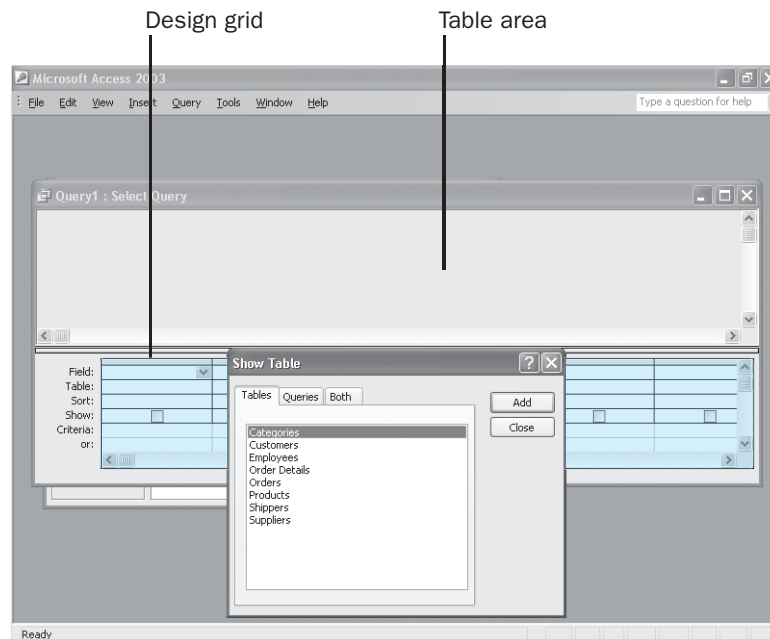 Design grid
Table area
Microsoft Access 2003
File Edit View Insert Query Tools Window Help
Type a question for help
Query1 : Select Query
Field:
Table:
Sort:
Show:
Criteria:
or:
Show Table
Tables Queries Both
Categories
Customers
Employees
Order Details
Orders
Products
Shippers
Suppliers
Add
Close
Ready